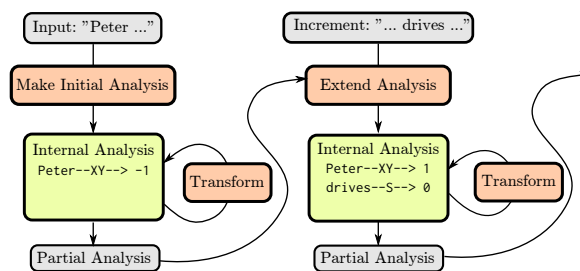 Input: "Peter ..."
Make Initial Analysis
Internal Analysis
Peter--XY--> -1
Transform
Partial Analysis
Increment: "... drives ..."
Extend Analysis
Internal Analysis
Peter--XY--> 1
drives--S--> 0
Transform
Partial Analysis